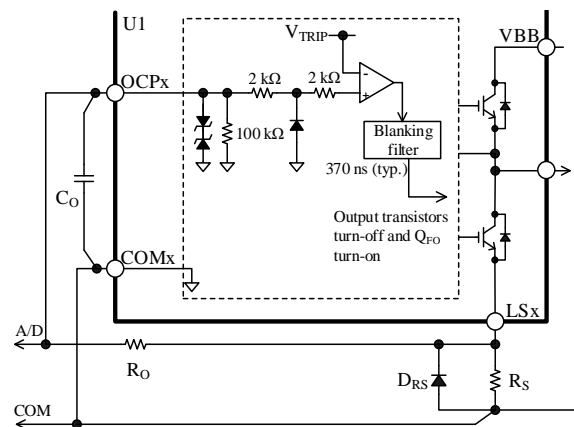 U1
VTRIP
VBB
OCPx
2 kΩ
2 kΩ
-
+
100 kΩ
Blanking
filter
370 ns (typ.)
CO
Output transistors
turn-off and QFO
turn-on
COMx
LSx
A/D
RO
DRS
RS
COM